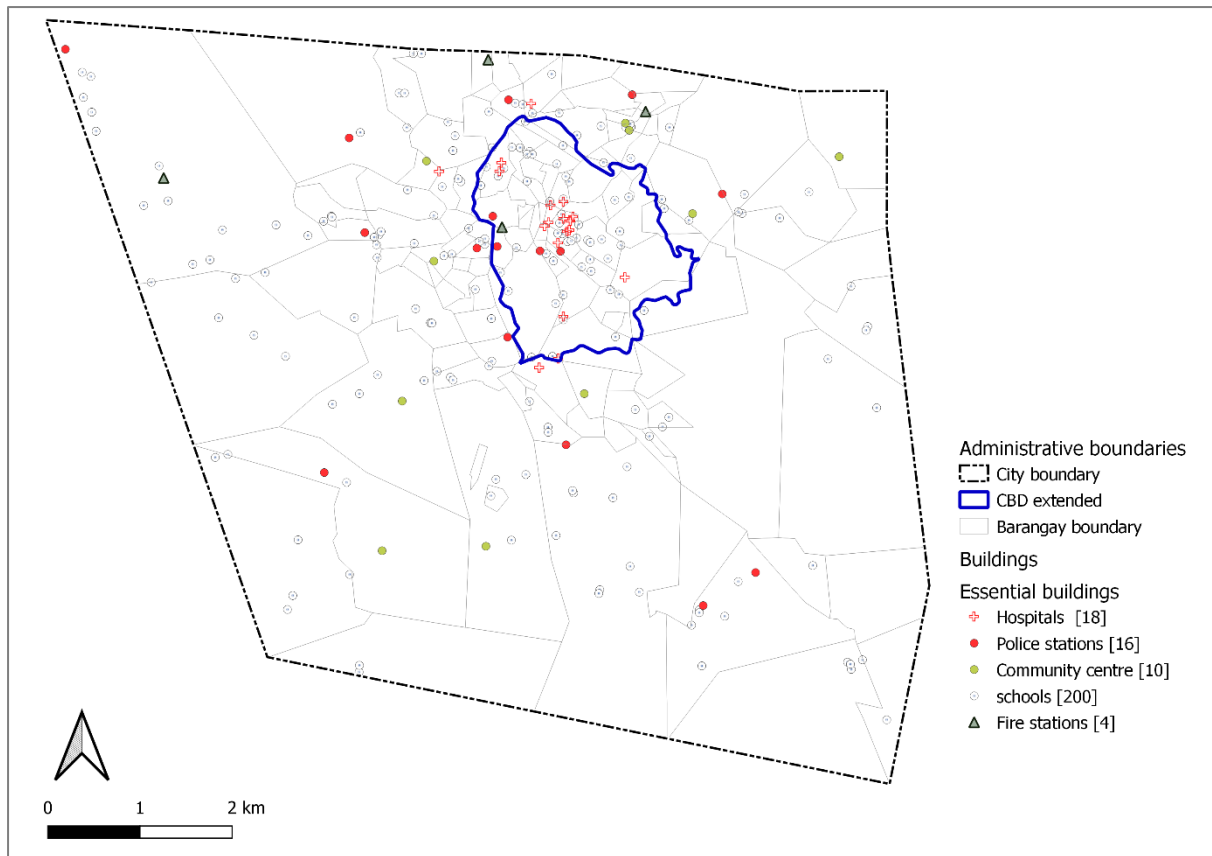 Administrative boundaries
City boundary
CBD extended
Barangay boundary
Buildings
Essential buildings
Hospitals [18]
Police stations [16]
Community centre [10]
schools [200]
Fire stations [4]
0 1 2 km